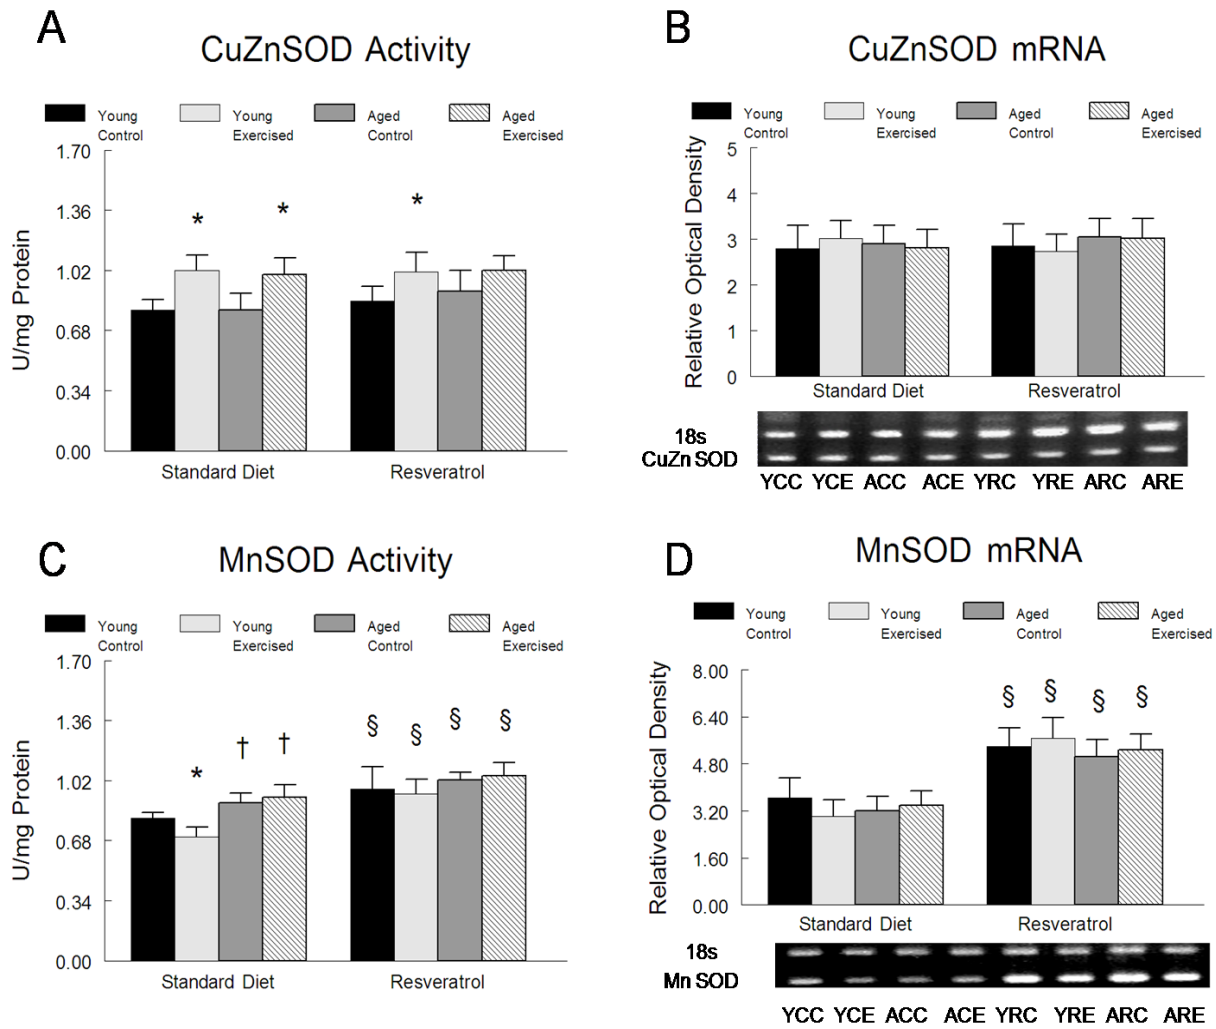 A
CuZnSOD Activity
Young Control
Young Exercised
Aged Control
Aged Exercised
U/mg Protein
1.70
1.36
1.02
0.68
0.34
0.00
* * *
Standard Diet
Resveratrol
B
CuZnSOD mRNA
Young Control
Young Exercised
Aged Control
Aged Exercised
Relative Optical Density
5
4
3
2
1
0
Standard Diet
Resveratrol
18s
CuZn SOD
YCC YCE ACC ACE YRC YRE ARC ARE
C
MnSOD Activity
Young Control
Young Exercised
Aged Control
Aged Exercised
U/mg Protein
1.70
1.36
1.02
0.68
0.34
0.00
* † † § § § §
Standard Diet
Resveratrol
D
MnSOD mRNA
Young Control
Young Exercised
Aged Control
Aged Exercised
Relative Optical Density
8.00
6.40
4.80
3.20
1.60
0.00
§ § § §
Standard Diet
Resveratrol
18s
Mn SOD
YCC YCE ACC ACE YRC YRE ARC ARE